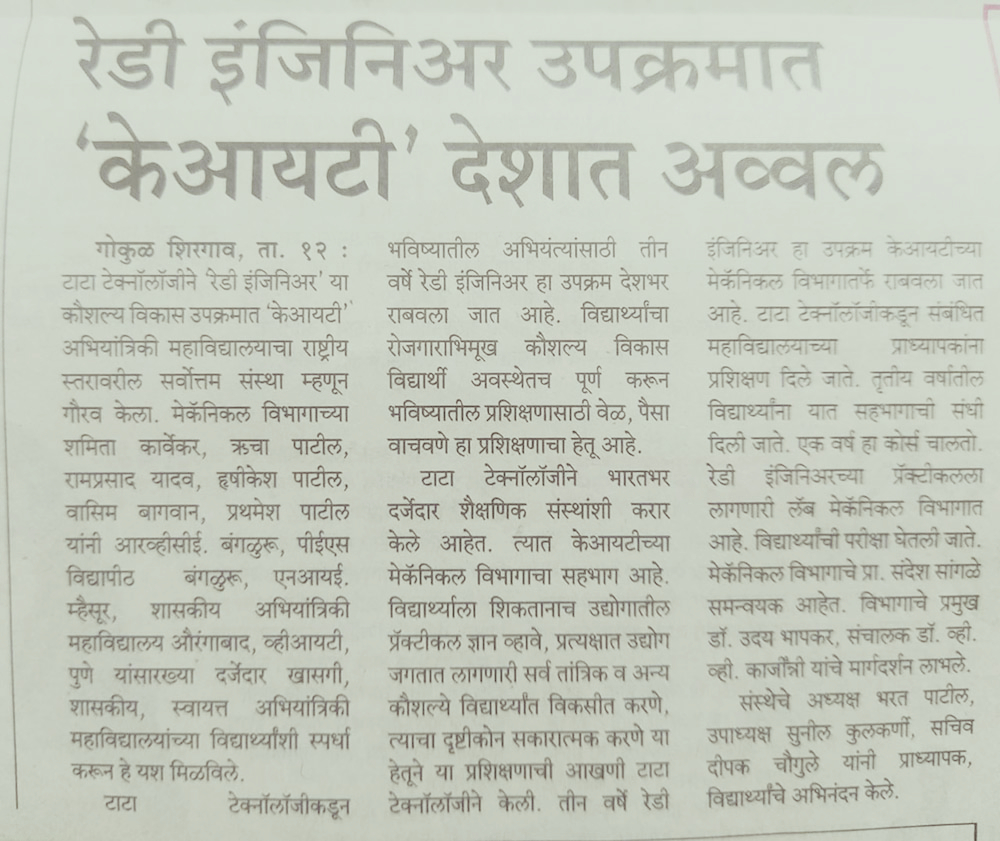 रेडी इंजिनिअर उपक्रमात
'केआयटी' देशात अव्वल
गोकुळ शिरगाव, ता. १२ :
टाटा टेक्नॉलॉजीने 'रेडी इंजिनिअर' या
कौशल्य विकास उपक्रमात 'केआयटी'
अभियांत्रिकी महाविद्यालयाचा राष्ट्रीय
स्तरावरील सर्वोत्तम संस्था म्हणून
गौरव केला. मेकॅनिकल विभागाच्या
शमिता कार्वेकर, ऋचा पाटील,
रामप्रसाद यादव, हृषीकेश पाटील,
वासिम बागवान, प्रथमेश पाटील
यांनी आरव्हीसीई. बंगळुरू, पीईएस
विद्यापीठ बंगळुरू, एनआयई.
म्हैसूर, शासकीय अभियांत्रिकी
महाविद्यालय औरंगाबाद, व्हीआयटी,
पुणे यांसारख्या दर्जेदार खासगी,
शासकीय, स्वायत्त अभियांत्रिकी
महाविद्यालयांच्या विद्यार्थ्यांशी स्पर्धा
करून हे यश मिळविले.
टाटा टेक्नॉलॉजीकडून
भविष्यातील अभियंत्यांसाठी तीन
वर्षे रेडी इंजिनिअर हा उपक्रम देशभर
राबवला जात आहे. विद्यार्थ्यांचा
रोजगाराभिमूख कौशल्य विकास
विद्यार्थी अवस्थेतच पूर्ण करून
भविष्यातील प्रशिक्षणासाठी वेळ, पैसा
वाचवणे हा प्रशिक्षणाचा हेतू आहे.
टाटा टेक्नॉलॉजीने भारतभर
दर्जेदार शैक्षणिक संस्थांशी करार
केले आहेत. त्यात केआयटीच्या
मेकॅनिकल विभागाचा सहभाग आहे.
विद्यार्थ्याला शिकतानाच उद्योगातील
प्रॅक्टीकल ज्ञान व्हावे, प्रत्यक्षात उद्योग
जगतात लागणारी सर्व तांत्रिक व अन्य
कौशल्ये विद्यार्थ्यांत विकसीत करणे,
त्याचा दृष्टीकोन सकारात्मक करणे या
हेतूने या प्रशिक्षणाची आखणी टाटा
टेक्नॉलॉजीने केली. तीन वर्षे रेडी
इंजिनिअर हा उपक्रम केआयटीच्या
मेकॅनिकल विभागातर्फे राबवला जात
आहे. टाटा टेक्नॉलॉजीकडून संबंधित
महाविद्यालयाच्या प्राध्यापकांना
प्रशिक्षण दिले जाते. तृतीय वर्षातील
विद्यार्थ्यांना यात सहभागाची संधी
दिली जाते. एक वर्ष हा कोर्स चालतो.
रेडी इंजिनिअरच्या प्रॅक्टीकलला
लागणारी लॅब मेकॅनिकल विभागात
आहे. विद्यार्थ्यांची परीक्षा घेतली जाते.
मेकॅनिकल विभागाचे प्रा. संदेश सांगळे
समन्वयक आहेत. विभागाचे प्रमुख
डॉ. उदय भापकर, संचालक डॉ. व्ही.
व्ही. कार्जीन्नी यांचे मार्गदर्शन लाभले.
संस्थेचे अध्यक्ष भरत पाटील,
उपाध्यक्ष सुनील कुलकर्णी, सचिव
दीपक चौगुले यांनी प्राध्यापक,
विद्यार्थ्यांचे अभिनंदन केले.